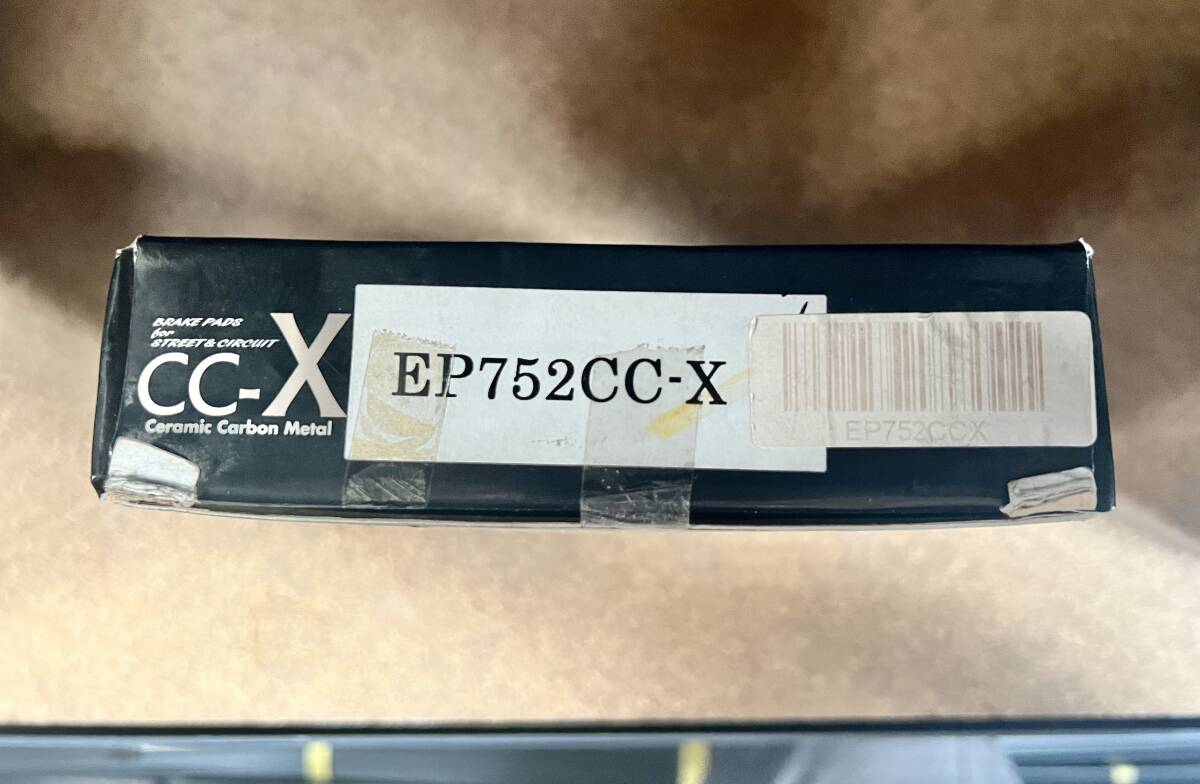 BRAKE PADS
for
STREET & CIRCUIT
CC-X
Ceramic Carbon Metal
EP752CC-X
EP752CCX